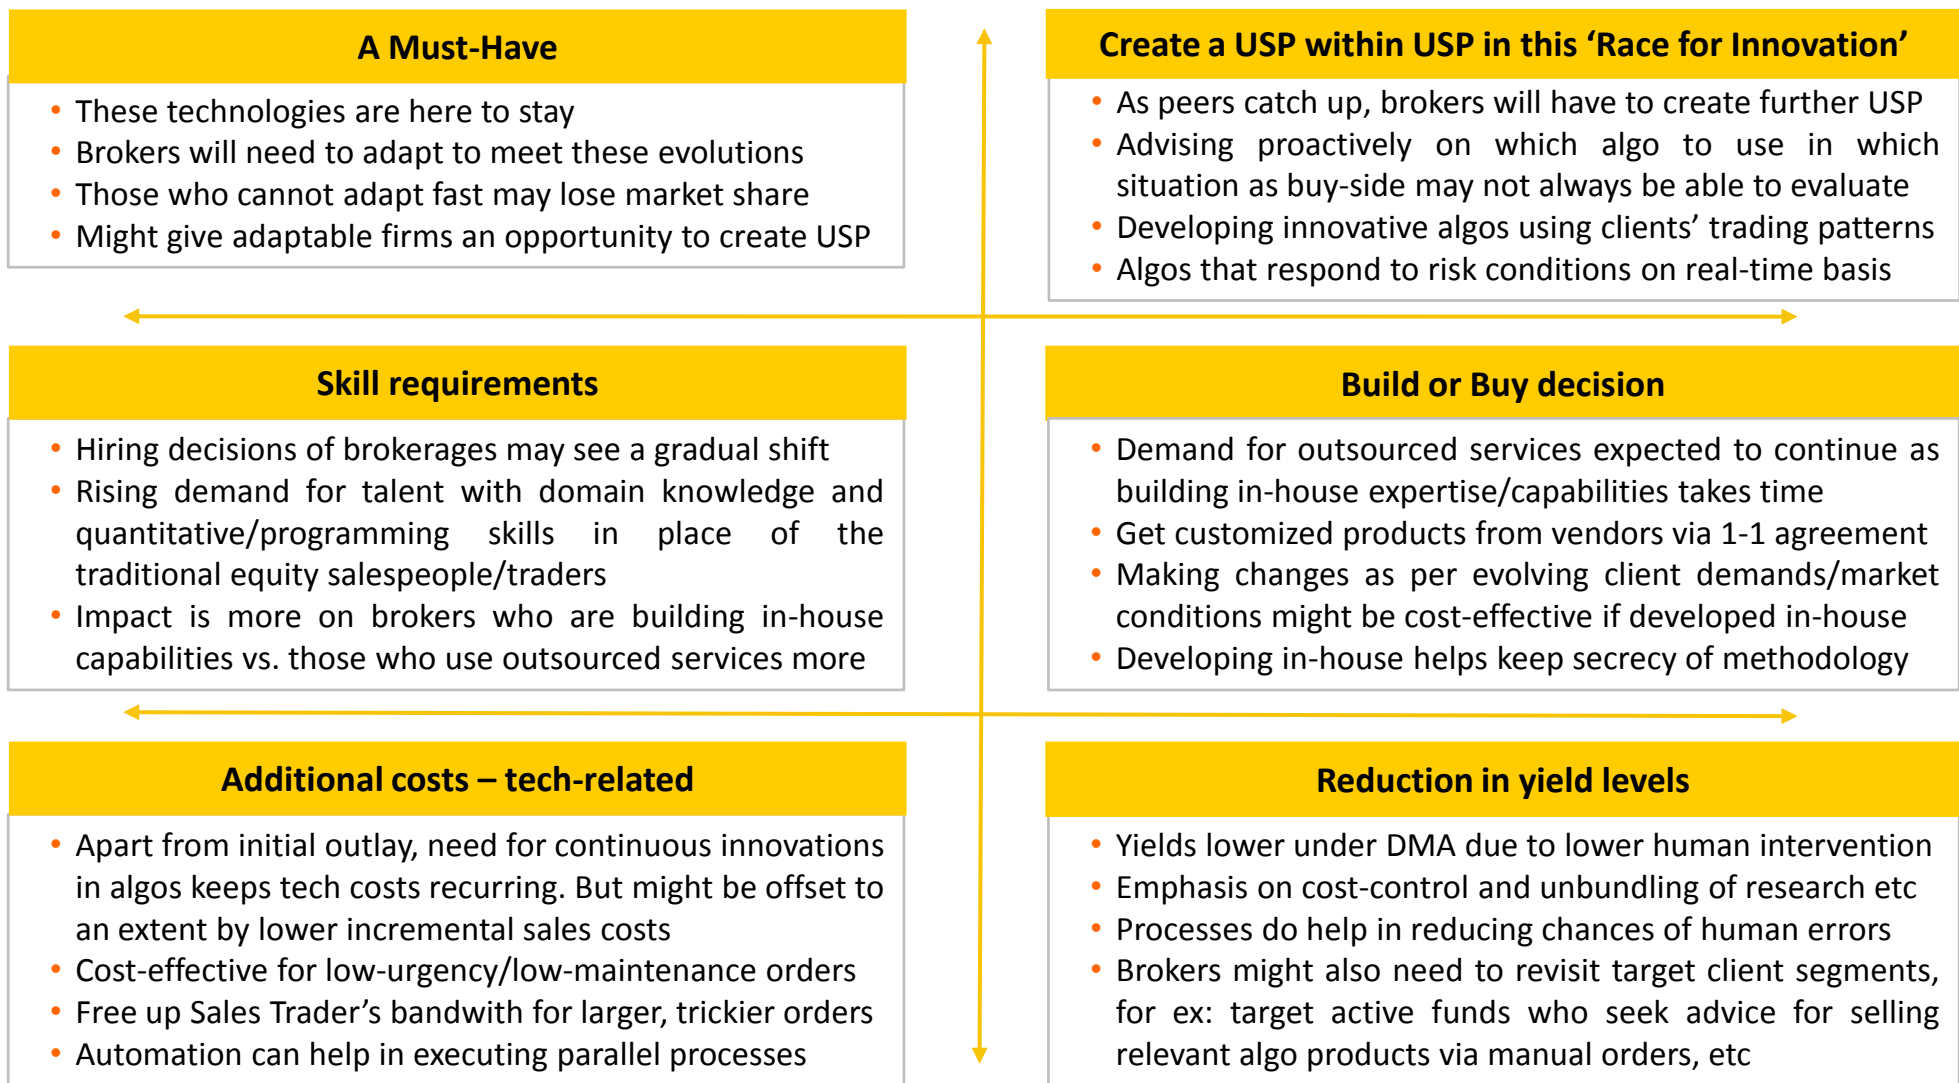 A Must-Have
• These technologies are here to stay
• Brokers will need to adapt to meet these evolutions
• Those who cannot adapt fast may lose market share
• Might give adaptable firms an opportunity to create USP
Create a USP within USP in this ‘Race for Innovation’
• As peers catch up, brokers will have to create further USP
• Advising proactively on which algo to use in which
situation as buy-side may not always be able to evaluate
• Developing innovative algos using clients’ trading patterns
• Algos that respond to risk conditions on real-time basis
Skill requirements
• Hiring decisions of brokerages may see a gradual shift
• Rising demand for talent with domain knowledge and
quantitative/programming skills in place of the
traditional equity salespeople/traders
• Impact is more on brokers who are building in-house
capabilities vs. those who use outsourced services more
Build or Buy decision
• Demand for outsourced services expected to continue as
building in-house expertise/capabilities takes time
• Get customized products from vendors via 1-1 agreement
• Making changes as per evolving client demands/market
conditions might be cost-effective if developed in-house
• Developing in-house helps keep secrecy of methodology
Additional costs – tech-related
• Apart from initial outlay, need for continuous innovations
in algos keeps tech costs recurring. But might be offset to
an extent by lower incremental sales costs
• Cost-effective for low-urgency/low-maintenance orders
• Free up Sales Trader’s bandwith for larger, trickier orders
• Automation can help in executing parallel processes
Reduction in yield levels
• Yields lower under DMA due to lower human intervention
• Emphasis on cost-control and unbundling of research etc
• Processes do help in reducing chances of human errors
• Brokers might also need to revisit target client segments,
for ex: target active funds who seek advice for selling
relevant algo products via manual orders, etc